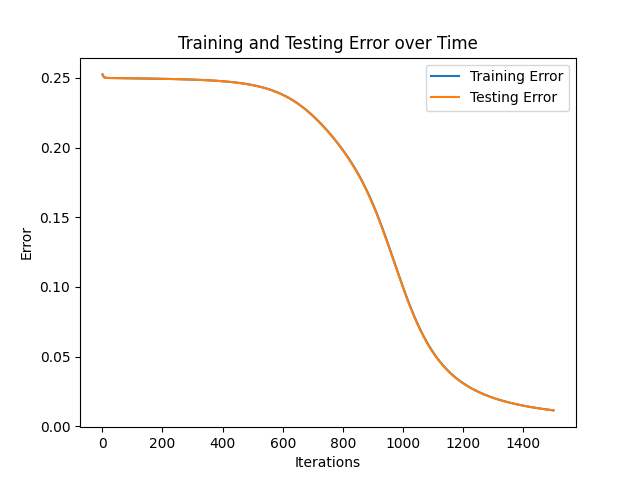 Training and Testing Error over Time
Training Error
Testing Error
0.25
0.20
0.15
0.10
0.05
0.00
Error
0 200 400 600 800 1000 1200 1400
Iterations